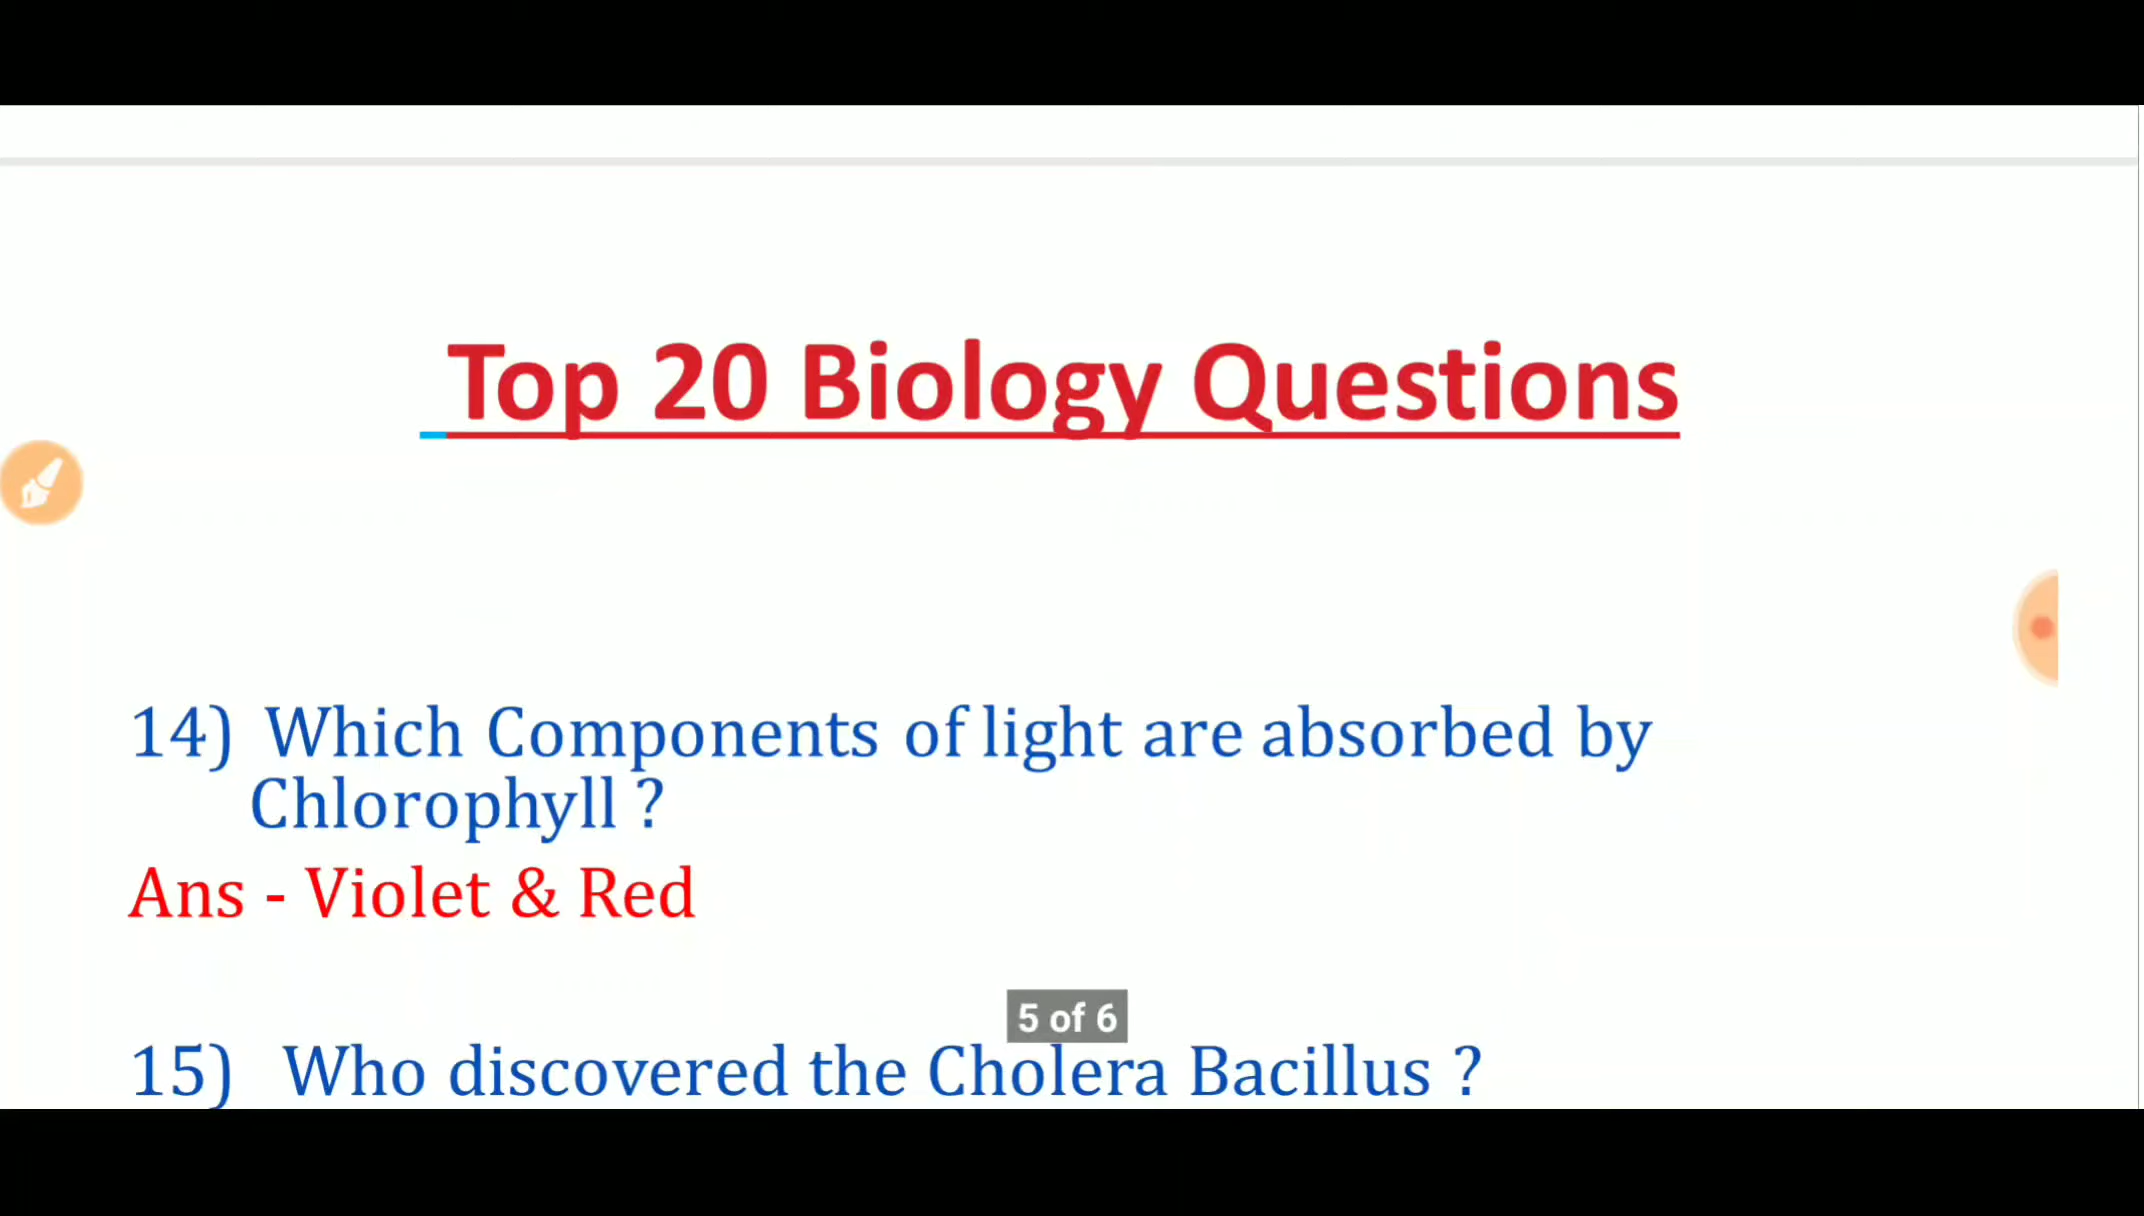 Top 20 Biology Questions
14) Which Components of light are absorbed by
Chlorophyll ?
Ans - Violet & Red
5 of 6
15) Who discovered the Cholera Bacillus ?